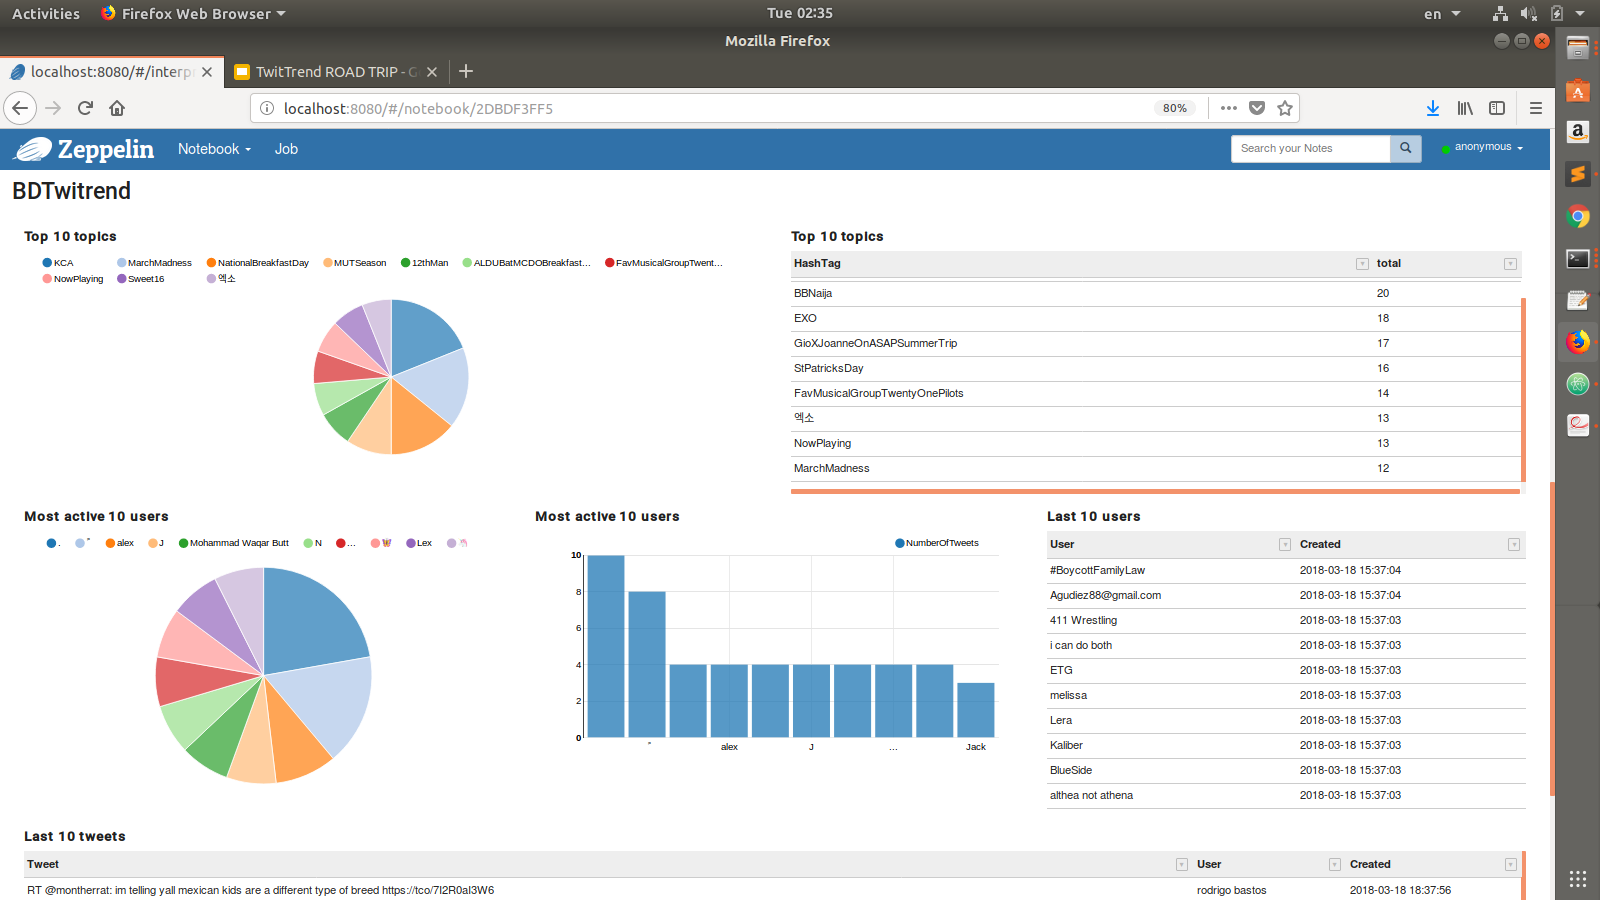 Activities Firefox Web Browser Tue 02:35 en
Mozilla Firefox
localhost:8080/#/interp TwitTrend ROAD TRIP - G
localhost:8080/#/notebook/2DBDF3FF5 80%
Zeppelin Notebook Job Search your Notes anonymous
BDTwitrend
Top 10 topics
KCA MarchMadness NationalBreakfastDay MUTSeason 12thMan ALDUBatMCDOBreakfast... FavMusicalGroupTwent...
NowPlaying Sweet16 엑소
Top 10 topics
HashTag total
BBNaija 20
EXO 18
GioXJoanneOnASAPSummerTrip 17
StPatricksDay 16
FavMusicalGroupTwentyOnePilots 14
엑소 13
NowPlaying 13
MarchMadness 12
Most active 10 users
. " alex J Mohammad Waqar Butt N ... 🦋 Lex
Most active 10 users
NumberOfTweets
10
8
6
4
2
0
" alex J ... Jack
Last 10 users
User Created
#BoycottFamilyLaw 2018-03-18 15:37:04
Agudiez88@gmail.com 2018-03-18 15:37:04
411 Wrestling 2018-03-18 15:37:03
i can do both 2018-03-18 15:37:03
ETG 2018-03-18 15:37:03
melissa 2018-03-18 15:37:03
Lera 2018-03-18 15:37:03
Kaliber 2018-03-18 15:37:03
BlueSide 2018-03-18 15:37:03
althea not athena 2018-03-18 15:37:03
Last 10 tweets
Tweet User Created
RT @montherrat: im telling yall mexican kids are a different type of breed https://tco/7I2R0aI3W6 rodrigo bastos 2018-03-18 18:37:56